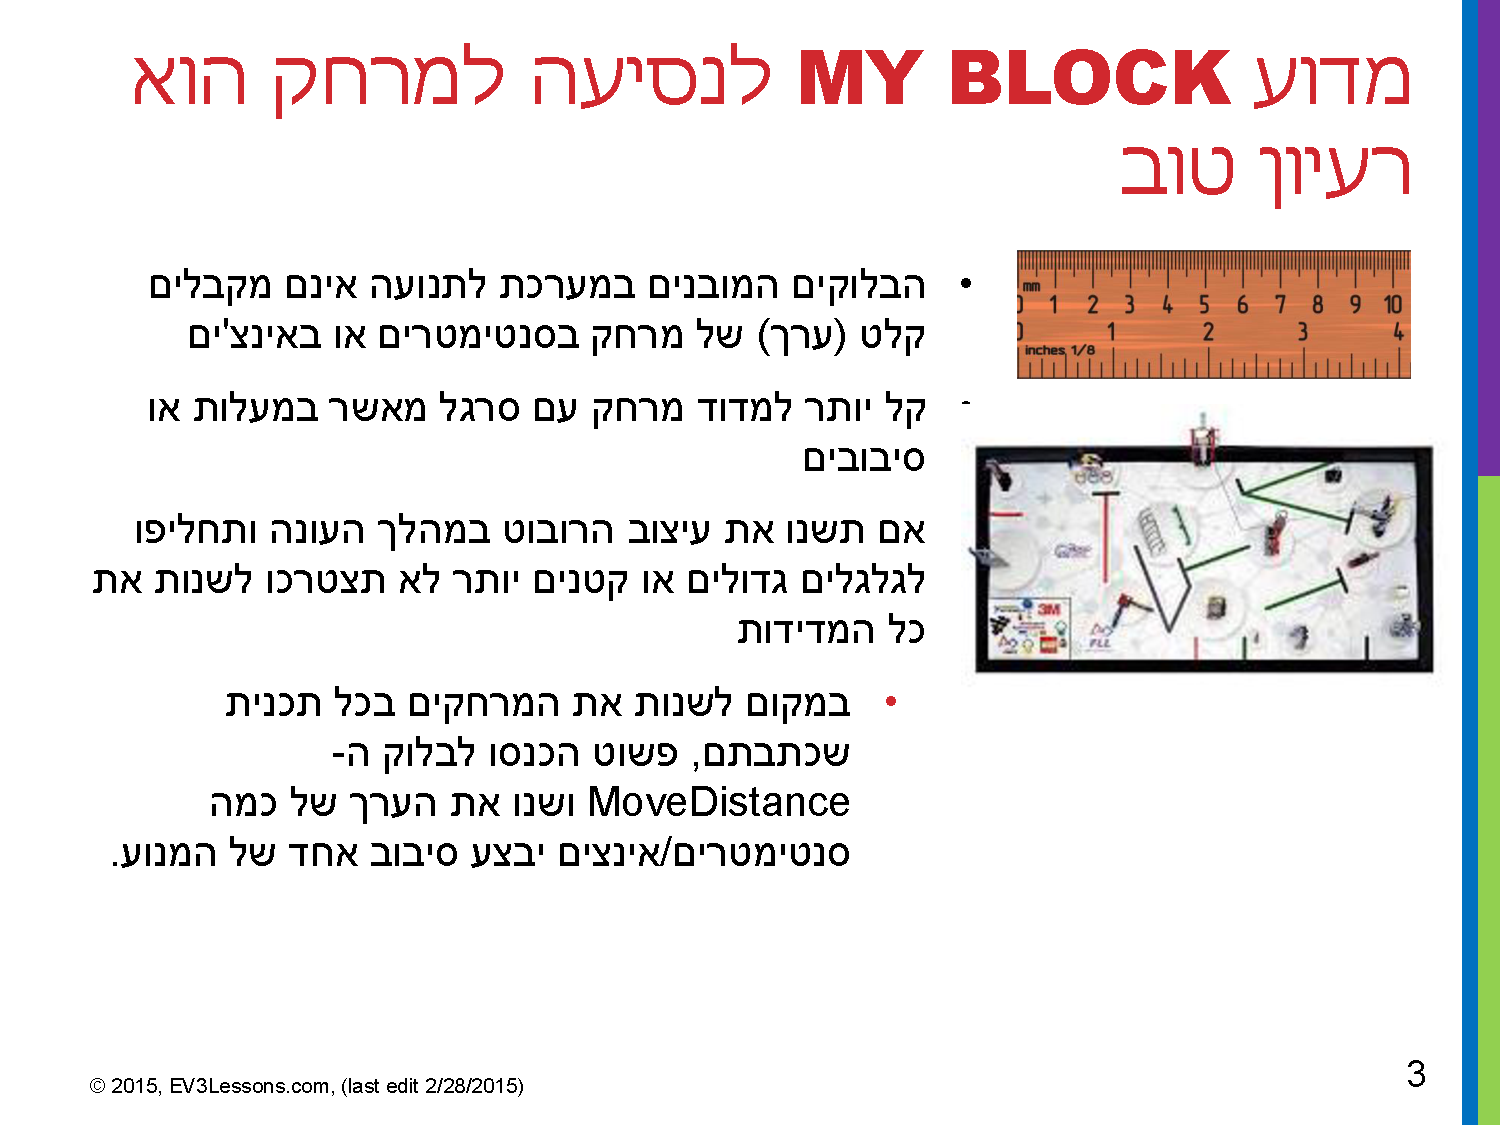 מדוע MY BLOCK לנסיעה למרחק הוא
רעיון טוב
• הבלוקים המובנים במערכת לתנועה אינם מקבלים
קלט (ערך) של מרחק בסנטימטרים או באינצ'ים
• קל יותר למדוד מרחק עם סרגל מאשר במעלות או
סיבובים
אם תשנו את עיצוב הרובוט במהלך העונה ותחליפו
לגלגלים גדולים או קטנים יותר לא תצטרכו לשנות את
כל המדידות
• במקום לשנות את המרחקים בכל תכנית
שכתבתם, פשוט הכנסו לבלוק ה-
MoveDistance ושנו את הערך של כמה
סנטימטרים/אינצים יבצע סיבוב אחד של המנוע.
mm
0 1 2 3 4 5 6 7 8 9 10
0 1 2 3 4
inches 1/8
3M
FLL
© 2015, EV3Lessons.com, (last edit 2/28/2015)
3